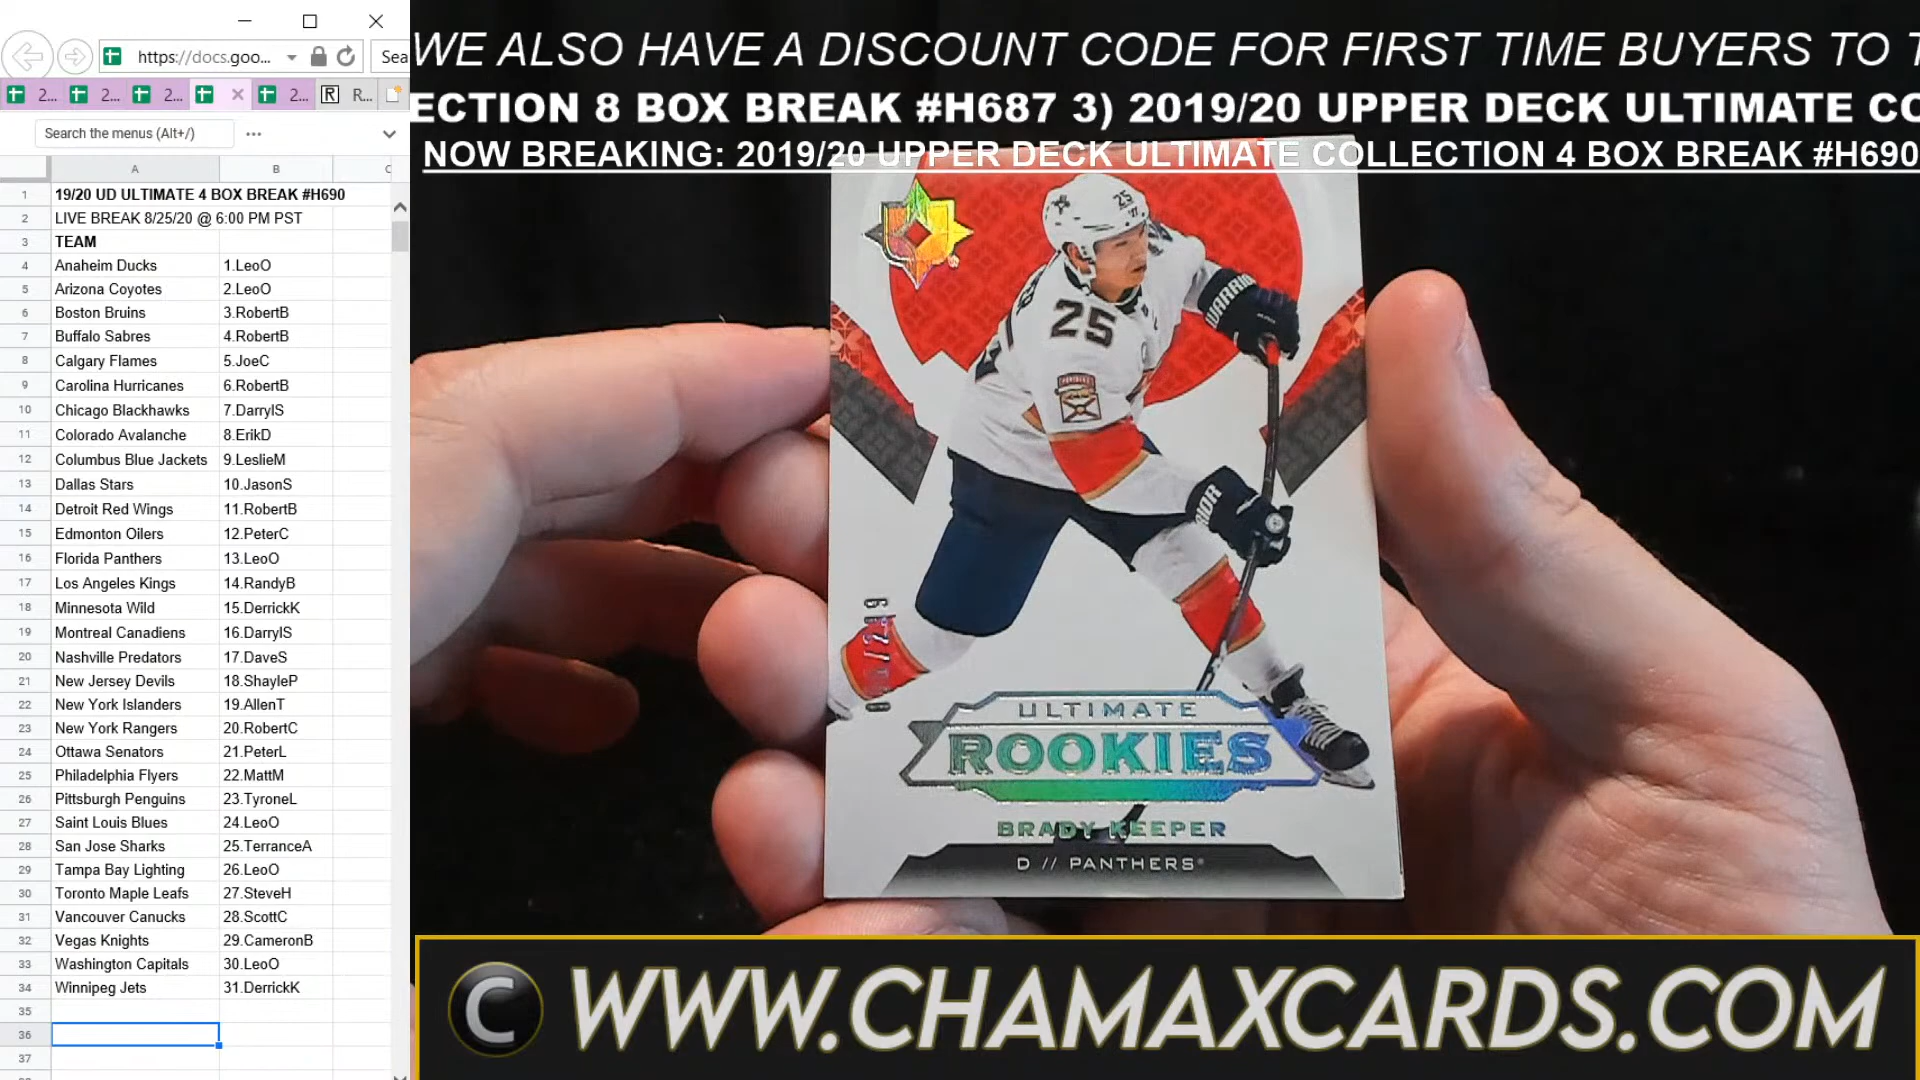 https://docs.goo...
Sea
2...
2...
2...
2...
R...
Search the menus (Alt+/)
A B C
1 19/20 UD ULTIMATE 4 BOX BREAK #H690
2 LIVE BREAK 8/25/20 @ 6:00 PM PST
3 TEAM
4 Anaheim Ducks 1.LeoO
5 Arizona Coyotes 2.LeoO
6 Boston Bruins 3.RobertB
7 Buffalo Sabres 4.RobertB
8 Calgary Flames 5.JoeC
9 Carolina Hurricanes 6.RobertB
10 Chicago Blackhawks 7.DarrylS
11 Colorado Avalanche 8.ErikD
12 Columbus Blue Jackets 9.LeslieM
13 Dallas Stars 10.JasonS
14 Detroit Red Wings 11.RobertB
15 Edmonton Oilers 12.PeterC
16 Florida Panthers 13.LeoO
17 Los Angeles Kings 14.RandyB
18 Minnesota Wild 15.DerrickK
19 Montreal Canadiens 16.DarrylS
20 Nashville Predators 17.DaveS
21 New Jersey Devils 18.ShayleP
22 New York Islanders 19.AllenT
23 New York Rangers 20.RobertC
24 Ottawa Senators 21.PeterL
25 Philadelphia Flyers 22.MattM
26 Pittsburgh Penguins 23.TyroneL
27 Saint Louis Blues 24.LeoO
28 San Jose Sharks 25.TerranceA
29 Tampa Bay Lighting 26.LeoO
30 Toronto Maple Leafs 27.SteveH
31 Vancouver Canucks 28.ScottC
32 Vegas Knights 29.CameronB
33 Washington Capitals 30.LeoO
34 Winnipeg Jets 31.DerrickK
35
36
37
WE ALSO HAVE A DISCOUNT CODE FOR FIRST TIME BUYERS TO T
ECTION 8 BOX BREAK #H687 3) 2019/20 UPPER DECK ULTIMATE CO
NOW BREAKING: 2019/20 UPPER DECK ULTIMATE COLLECTION 4 BOX BREAK #H690
25
25
WARRIOR
ULTIMATE
ROOKIES
BRADY KEEPER
D // PANTHERS
C WWW.CHAMAXCARDS.COM